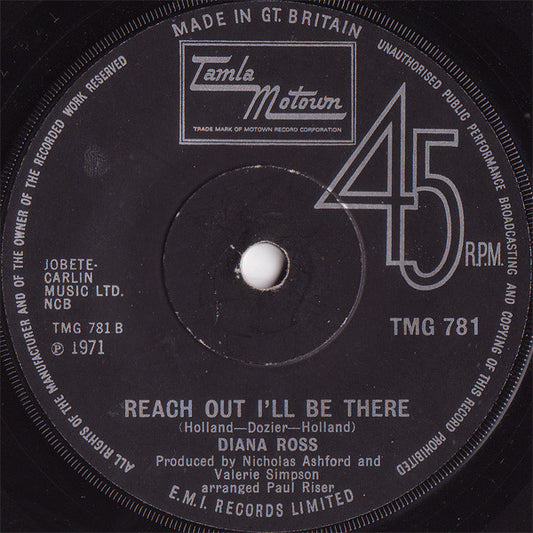 MADE IN GT. BRITAIN
UNAUTHORISED PUBLIC PERFORMANCE BROADCASTING AND COPYING OF THIS RECORD PROHIBITED
ALL RIGHTS OF THE MANUFACTURER AND OF THE OWNER OF THE RECORDED WORK RESERVED
Tamla
Motown
TRADE MARK OF MOTOWN RECORD CORPORATION
45
R.P.M.
JOBETE-
CARLIN
MUSIC LTD.
NCB
TMG 781 B
℗ 1971
TMG 781
REACH OUT I'LL BE THERE
(Holland—Dozier—Holland)
DIANA ROSS
Produced by Nicholas Ashford and
Valerie Simpson
arranged Paul Riser
E.M.I. RECORDS LIMITED